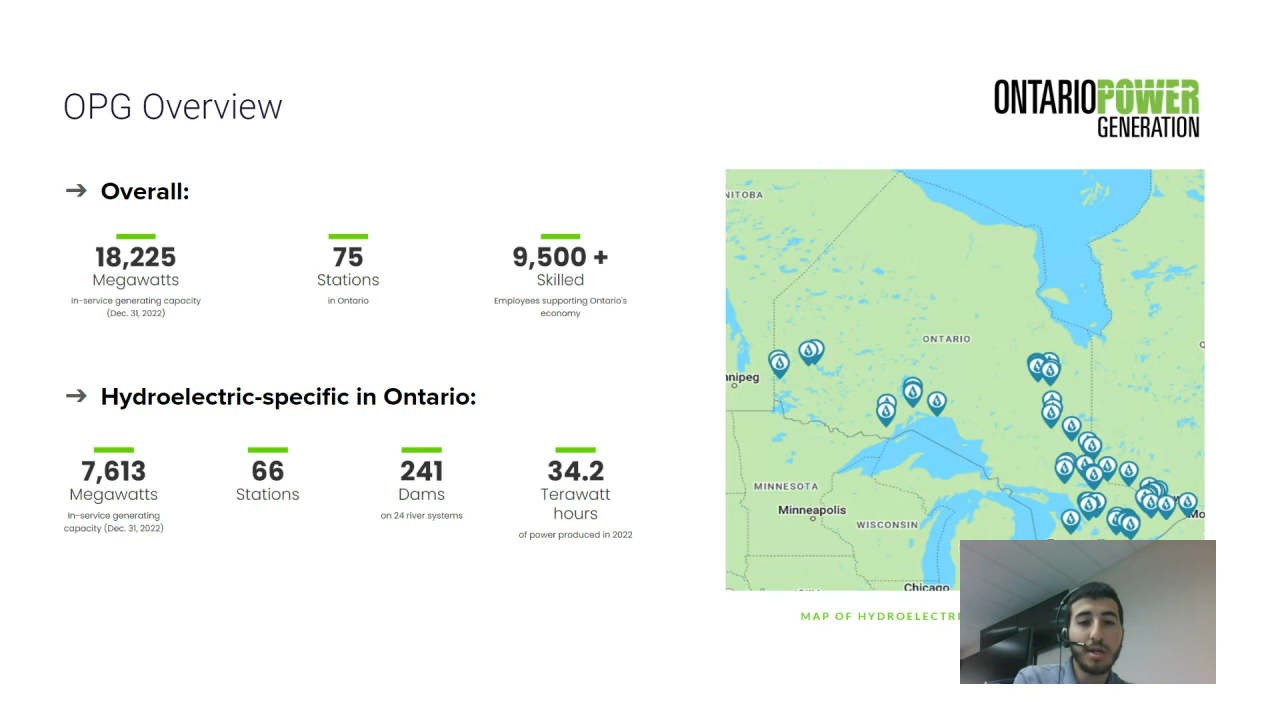 OPG Overview
ONTARIOPOWER
GENERATION
➔ Overall:
18,225
Megawatts
In-service generating capacity
(Dec. 31, 2022)
75
Stations
in Ontario
9,500 +
Skilled
Employees supporting Ontario's
economy
➔ Hydroelectric-specific in Ontario:
7,613
Megawatts
In-service generating
capacity (Dec. 31, 2022)
66
Stations
241
Dams
on 24 river systems
34.2
Terawatt
hours
of power produced in 2022
NITOBA
ONTARIO
nnipeg
MINNESOTA
Minneapolis
WISCONSIN
Mo
Chicago
MAP OF HYDROELECTRI